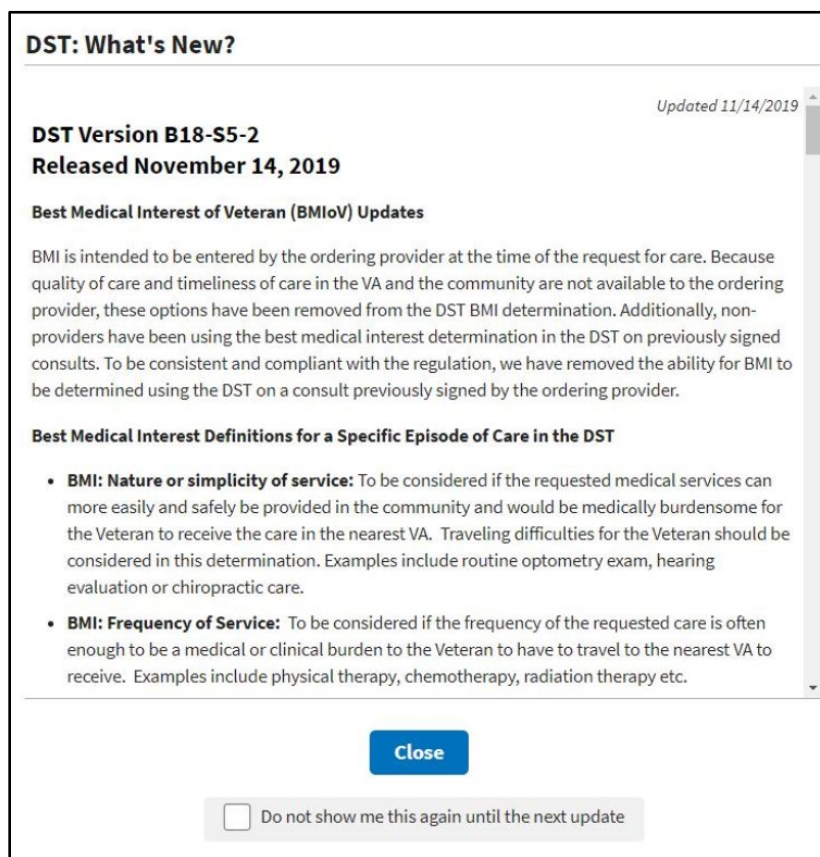 DST: What's New?
Updated 11/14/2019
DST Version B18-S5-2
Released November 14, 2019
Best Medical Interest of Veteran (BMIoV) Updates
BMI is intended to be entered by the ordering provider at the time of the request for care. Because
quality of care and timeliness of care in the VA and the community are not available to the ordering
provider, these options have been removed from the DST BMI determination. Additionally, non-
providers have been using the best medical interest determination in the DST on previously signed
consults. To be consistent and compliant with the regulation, we have removed the ability for BMI to
be determined using the DST on a consult previously signed by the ordering provider.
Best Medical Interest Definitions for a Specific Episode of Care in the DST
• BMI: Nature or simplicity of service: To be considered if the requested medical services can
more easily and safely be provided in the community and would be medically burdensome for
the Veteran to receive the care in the nearest VA. Traveling difficulties for the Veteran should be
considered in this determination. Examples include routine optometry exam, hearing
evaluation or chiropractic care.
• BMI: Frequency of Service: To be considered if the frequency of the requested care is often
enough to be a medical or clinical burden to the Veteran to have to travel to the nearest VA to
receive. Examples include physical therapy, chemotherapy, radiation therapy etc.
Close
Do not show me this again until the next update